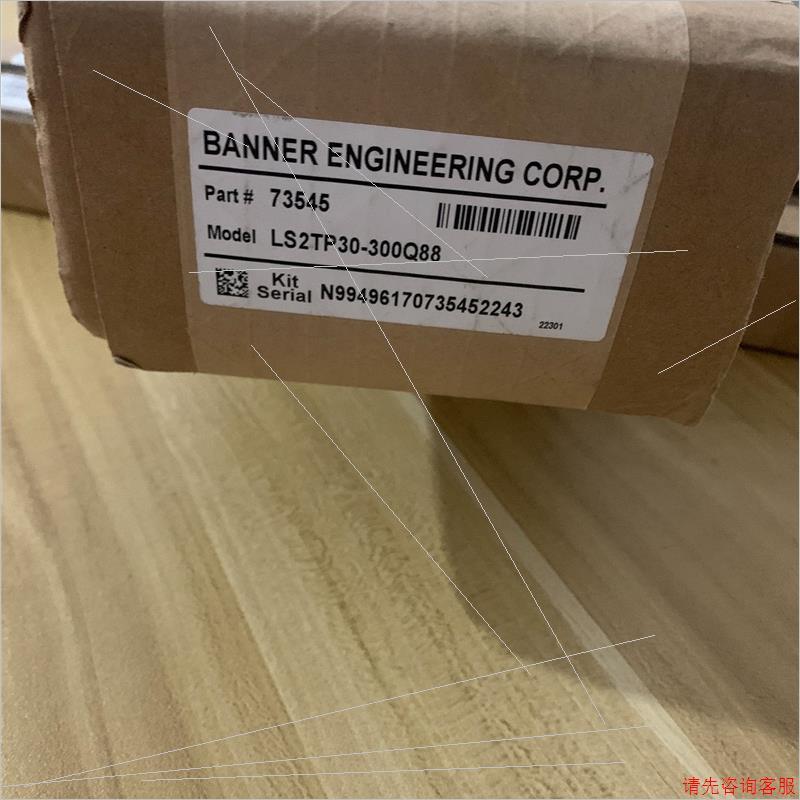 BANNER ENGINEERING CORP.
Part # 73545
Model LS2TP30-300Q88
Kit
Serial N99496170735452243
22301
请先咨询客服